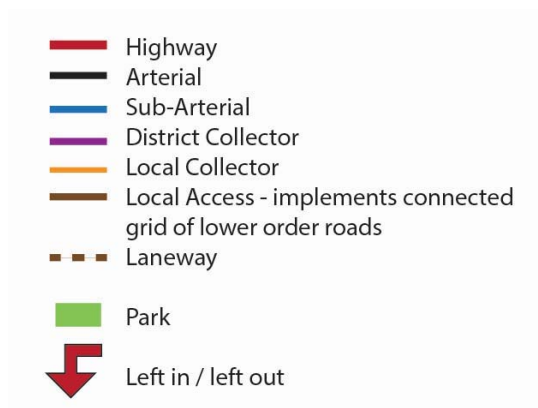 Highway
Arterial
Sub-Arterial
District Collector
Local Collector
Local Access - implements connected
grid of lower order roads
Laneway
Park
Left in / left out